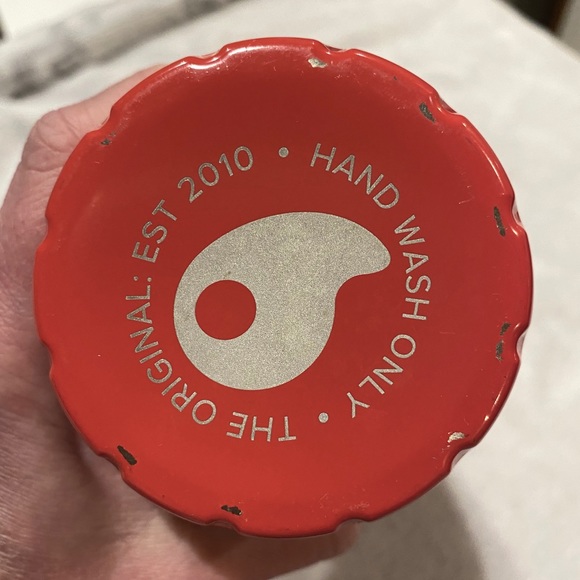 THE ORIGINAL: EST 2010 • HAND WASH ONLY •